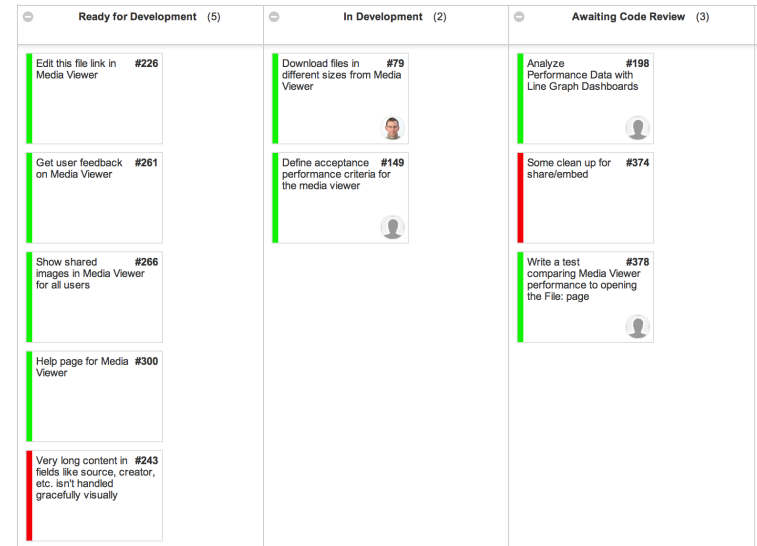 Ready for Development (5)
In Development (2)
Awaiting Code Review (3)
Edit this file link in #226
Media Viewer
Get user feedback #261
on Media Viewer
Show shared #266
images in Media Viewer
for all users
Help page for Media #300
Viewer
Very long content in #243
fields like source, creator,
etc. isn't handled
gracefully visually
Download files in #79
different sizes from Media
Viewer
Define acceptance #149
performance criteria for
the media viewer
Analyze #198
Performance Data with
Line Graph Dashboards
Some clean up for #374
share/embed
Write a test #378
comparing Media Viewer
performance to opening
the File: page